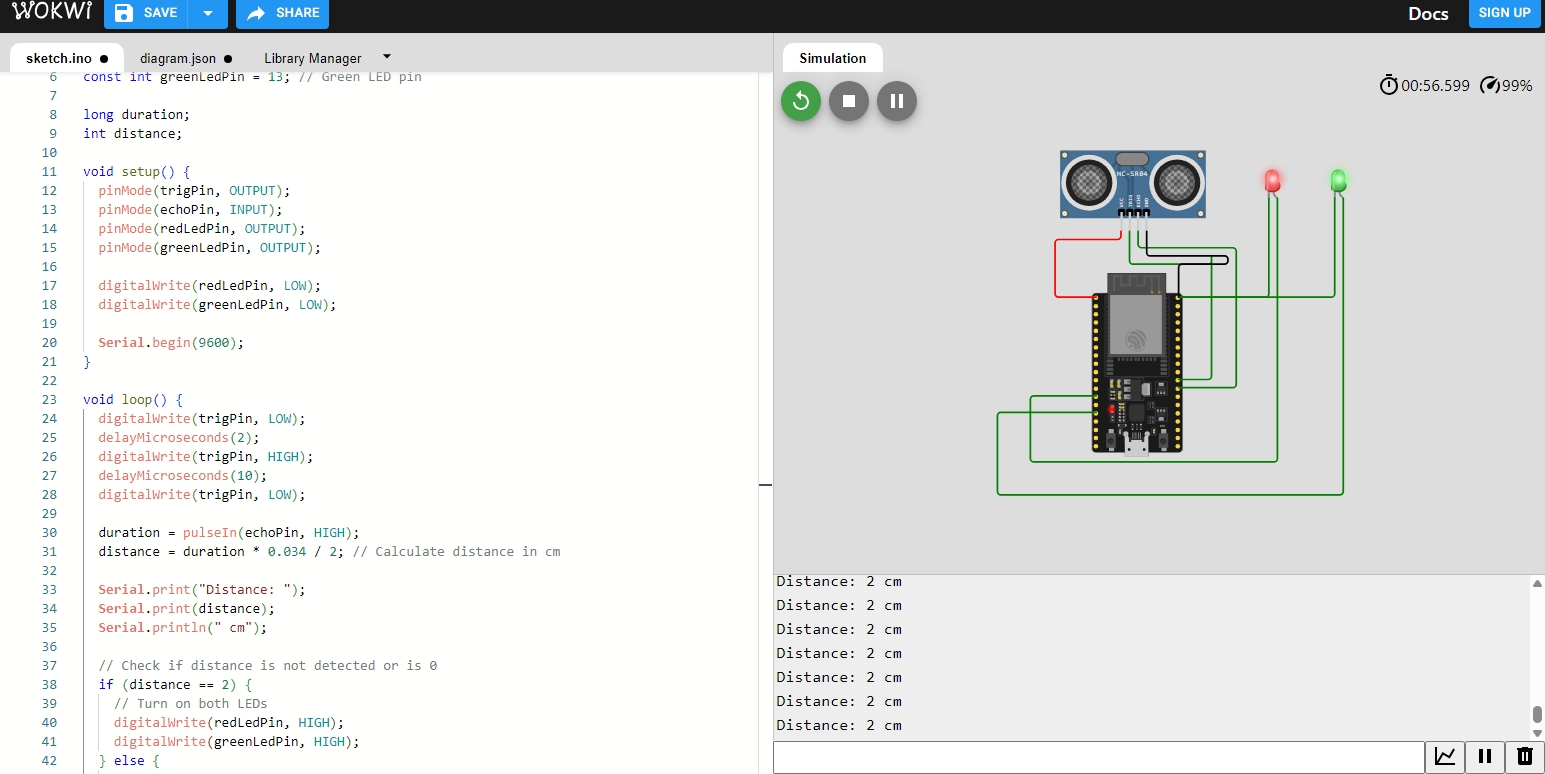 WOKWI SAVE SHARE Docs SIGN UP
sketch.ino ● diagram.json ● Library Manager
Simulation
00:56.599 99%
6 const int greenLedPin = 13; // Green LED pin
7
8 long duration;
9 int distance;
10
11 void setup() {
12 pinMode(trigPin, OUTPUT);
13 pinMode(echoPin, INPUT);
14 pinMode(redLedPin, OUTPUT);
15 pinMode(greenLedPin, OUTPUT);
16
17 digitalWrite(redLedPin, LOW);
18 digitalWrite(greenLedPin, LOW);
19
20 Serial.begin(9600);
21 }
22
23 void loop() {
24 digitalWrite(trigPin, LOW);
25 delayMicroseconds(2);
26 digitalWrite(trigPin, HIGH);
27 delayMicroseconds(10);
28 digitalWrite(trigPin, LOW);
29
30 duration = pulseIn(echoPin, HIGH);
31 distance = duration * 0.034 / 2; // Calculate distance in cm
32
33 Serial.print("Distance: ");
34 Serial.print(distance);
35 Serial.println(" cm");
36
37 // Check if distance is not detected or is 0
38 if (distance == 2) {
39 // Turn on both LEDs
40 digitalWrite(redLedPin, HIGH);
41 digitalWrite(greenLedPin, HIGH);
42 } else {
HC-SR04
VCC
TRIG
ECHO
GND
Distance: 2 cm
Distance: 2 cm
Distance: 2 cm
Distance: 2 cm
Distance: 2 cm
Distance: 2 cm
Distance: 2 cm